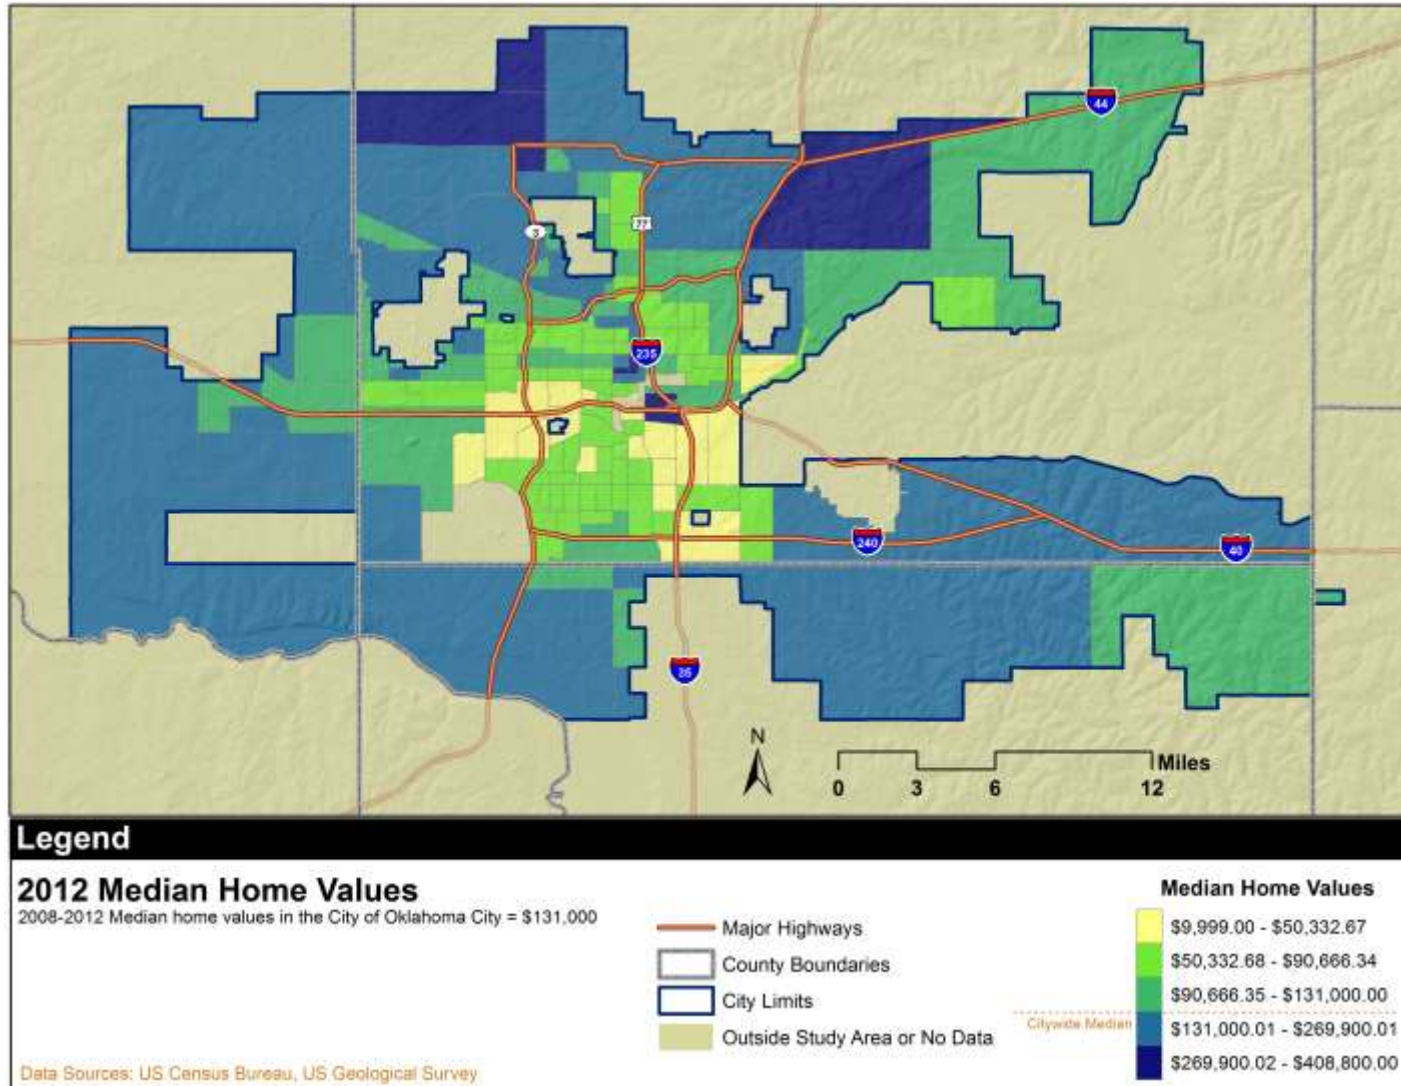 44
3
77
235
240
40
35
N
Miles
0 3 6 12
Legend
2012 Median Home Values
2008-2012 Median home values in the City of Oklahoma City = $131,000
Major Highways
County Boundaries
City Limits
Outside Study Area or No Data
Median Home Values
$9,999.00 - $50,332.67
$50,332.68 - $90,666.34
$90,666.35 - $131,000.00
Citywide Median
$131,000.01 - $269,900.01
$269,900.02 - $408,800.00
Data Sources: US Census Bureau, US Geological Survey